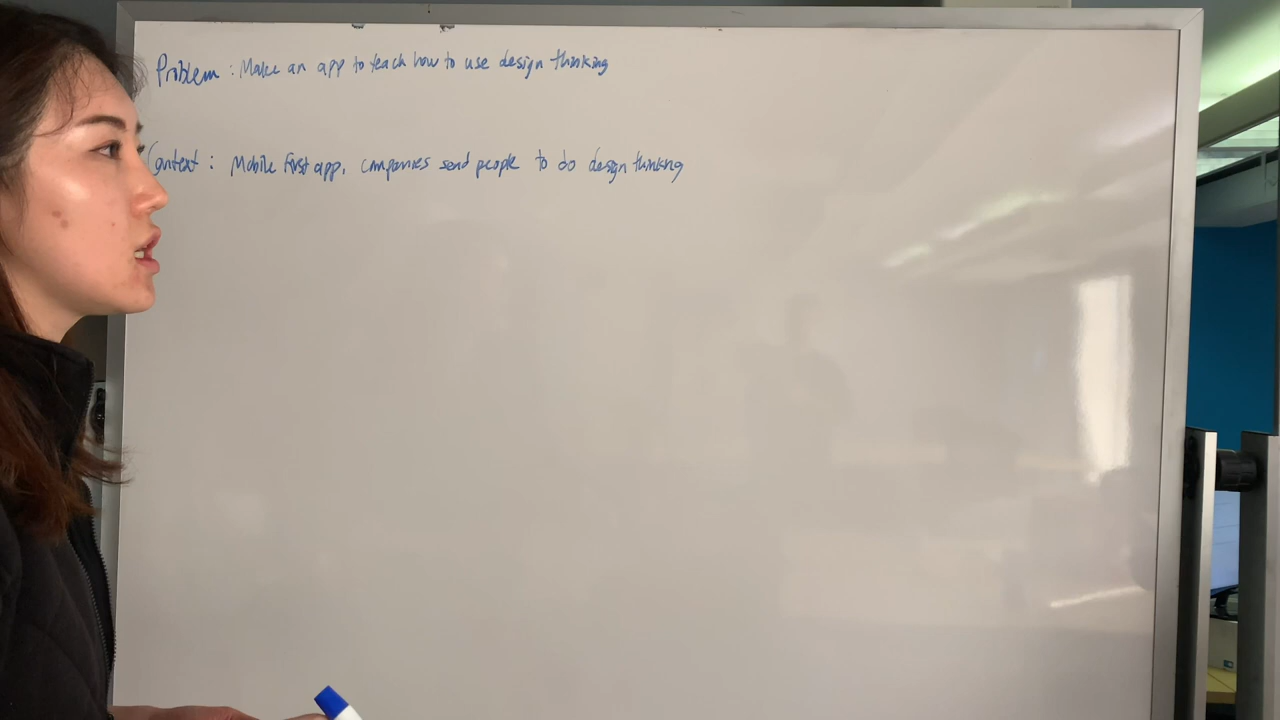 Problem : Make an app to teach how to use design thinking
Context : Mobile first app, companies send people to do design thinking